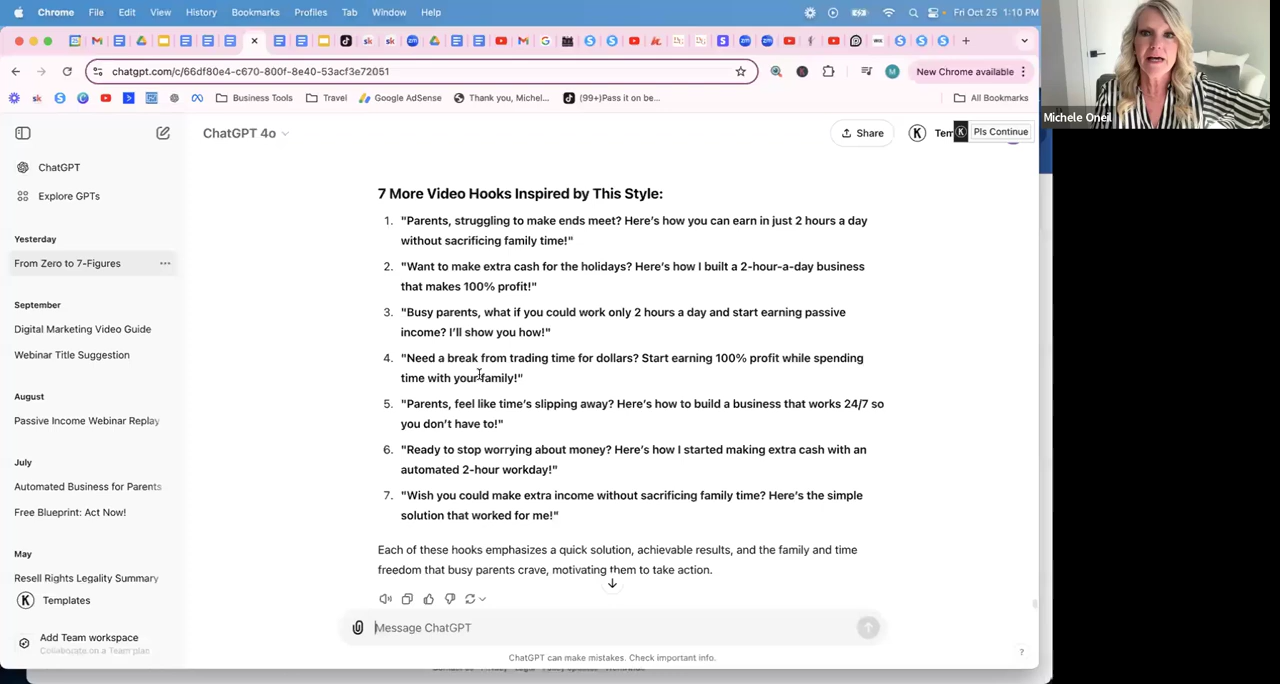 Chrome File Edit View History Bookmarks Profiles Tab Window Help Fri Oct 25 1:10 PM
chatgpt.com/c/66df80e4-c670-800f-8e40-53acf3e72051 New Chrome available
Business Tools Travel Google AdSense Thank you, Michel... (99+)Pass it on be... All Bookmarks
Michele Oneil
ChatGPT 4o Share Tem Pls Continue
ChatGPT
Explore GPTs
Yesterday
From Zero to 7-Figures
September
Digital Marketing Video Guide
Webinar Title Suggestion
August
Passive Income Webinar Replay
July
Automated Business for Parents
Free Blueprint: Act Now!
May
Resell Rights Legality Summary
Templates
Add Team workspace
Collaborate on a Team plan
7 More Video Hooks Inspired by This Style:
1. "Parents, struggling to make ends meet? Here's how you can earn in just 2 hours a day
without sacrificing family time!"
2. "Want to make extra cash for the holidays? Here's how I built a 2-hour-a-day business
that makes 100% profit!"
3. "Busy parents, what if you could work only 2 hours a day and start earning passive
income? I'll show you how!"
4. "Need a break from trading time for dollars? Start earning 100% profit while spending
time with your family!"
5. "Parents, feel like time's slipping away? Here's how to build a business that works 24/7 so
you don't have to!"
6. "Ready to stop worrying about money? Here's how I started making extra cash with an
automated 2-hour workday!"
7. "Wish you could make extra income without sacrificing family time? Here's the simple
solution that worked for me!"
Each of these hooks emphasizes a quick solution, achievable results, and the family and time
freedom that busy parents crave, motivating them to take action.
Message ChatGPT
ChatGPT can make mistakes. Check important info.